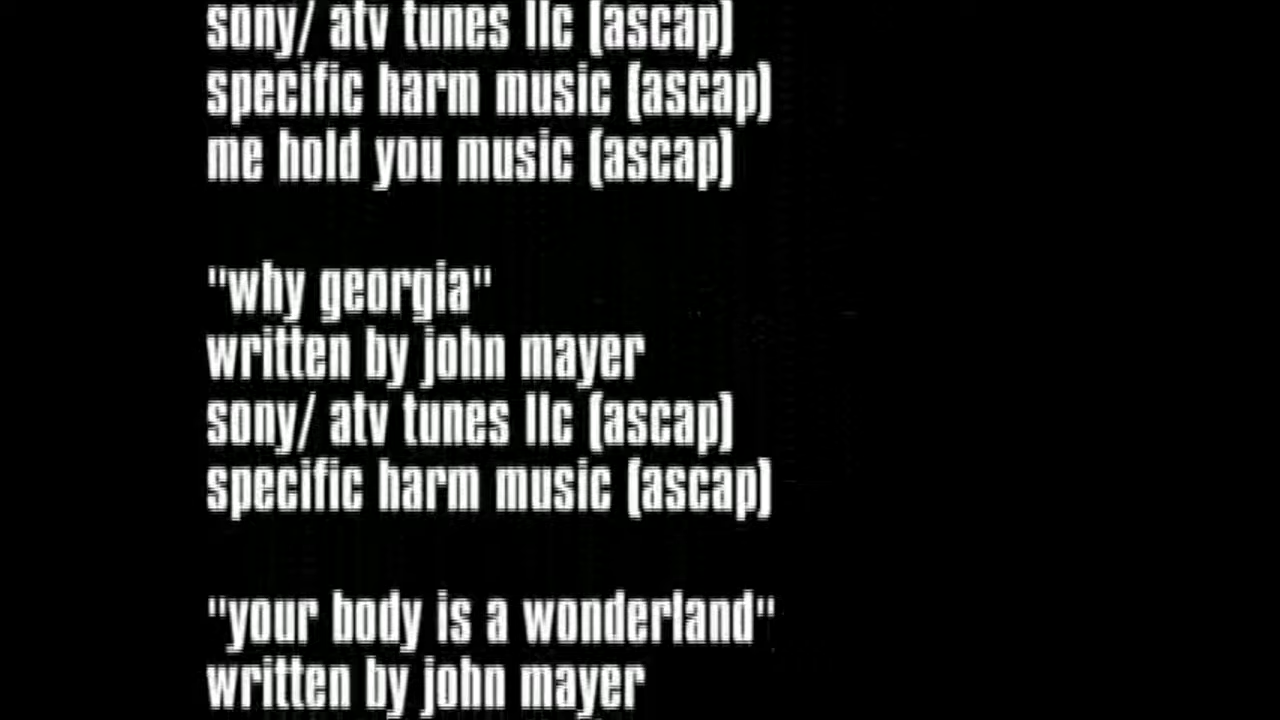 sony/ atv tunes llc (ascap)
specific harm music (ascap)
me hold you music (ascap)
"why georgia"
written by john mayer
sony/ atv tunes llc (ascap)
specific harm music (ascap)
"your body is a wonderland"
written by john mayer